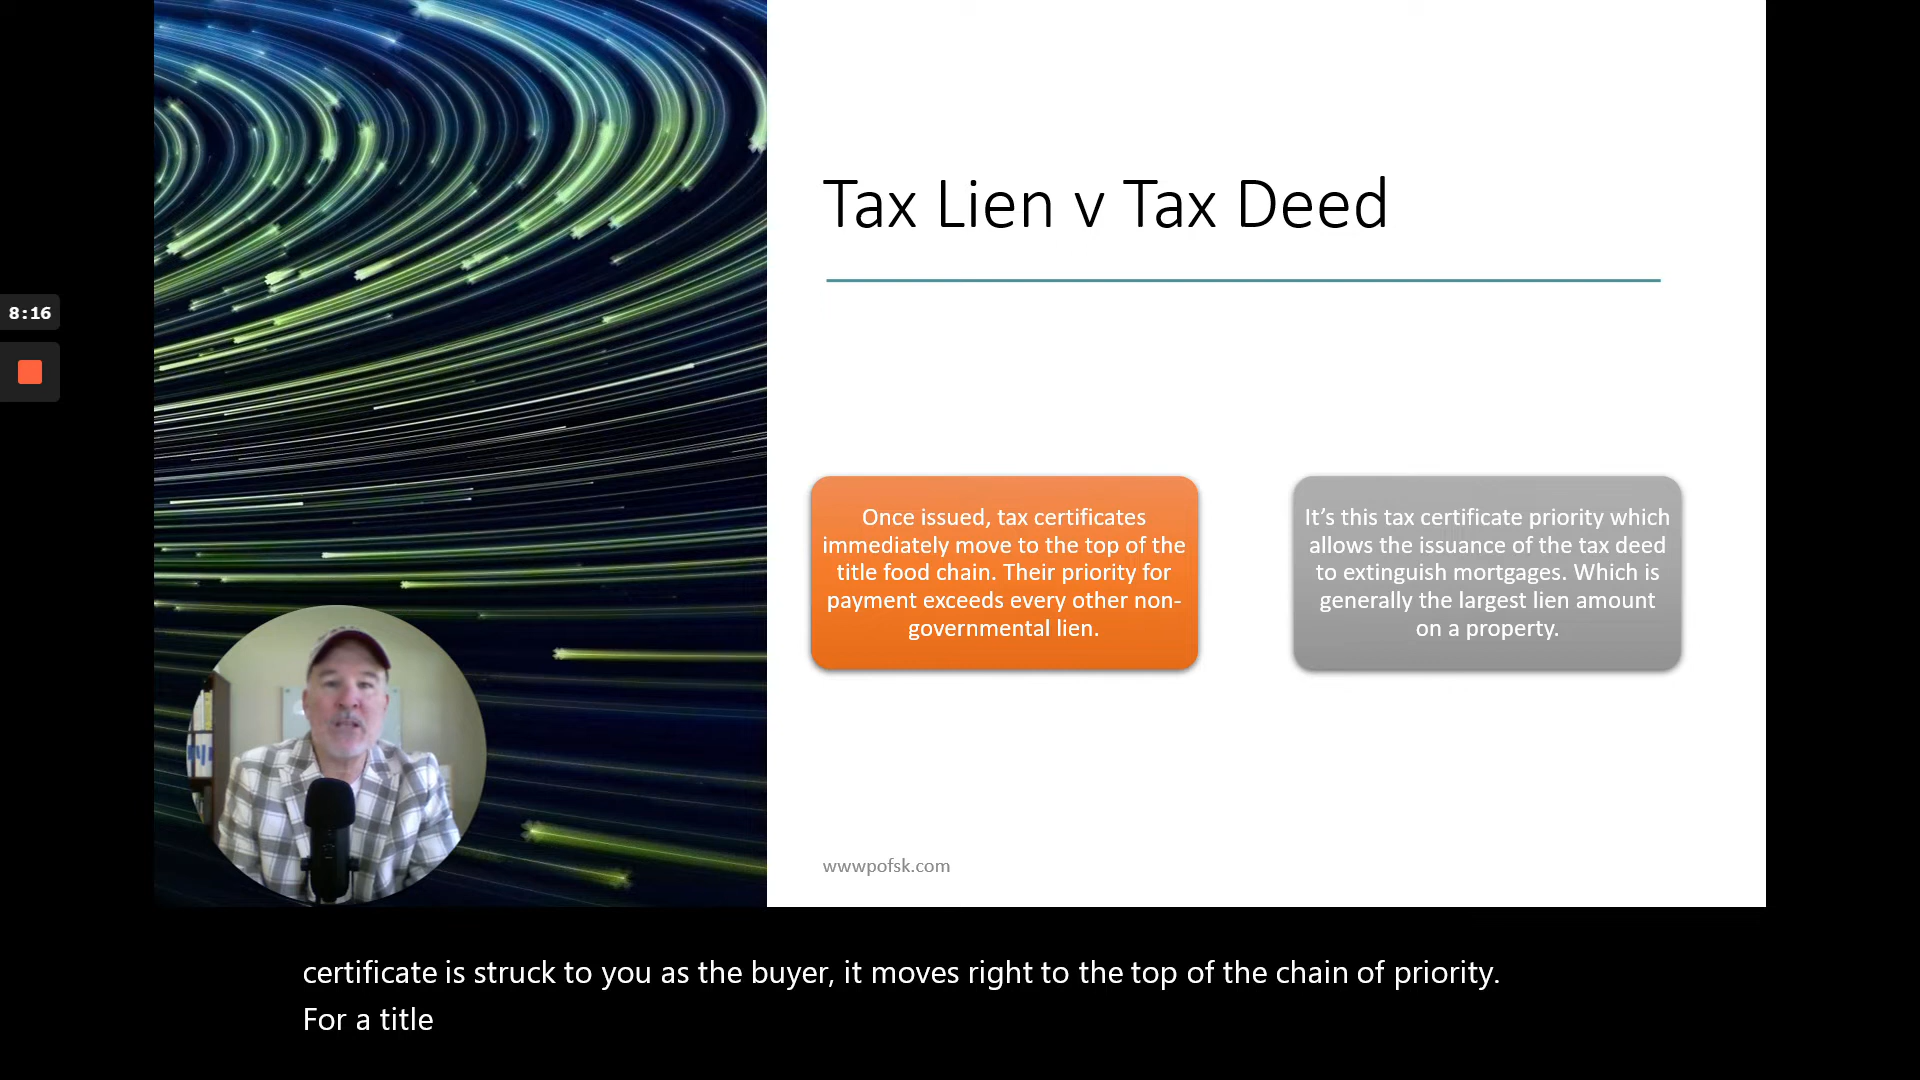 Tax Lien v Tax Deed
8:16
Once issued, tax certificates
immediately move to the top of the
title food chain. Their priority for
payment exceeds every other non-
governmental lien.
It’s this tax certificate priority which
allows the issuance of the tax deed
to extinguish mortgages. Which is
generally the largest lien amount
on a property.
wwwpofsk.com
certificate is struck to you as the buyer, it moves right to the top of the chain of priority.
For a title